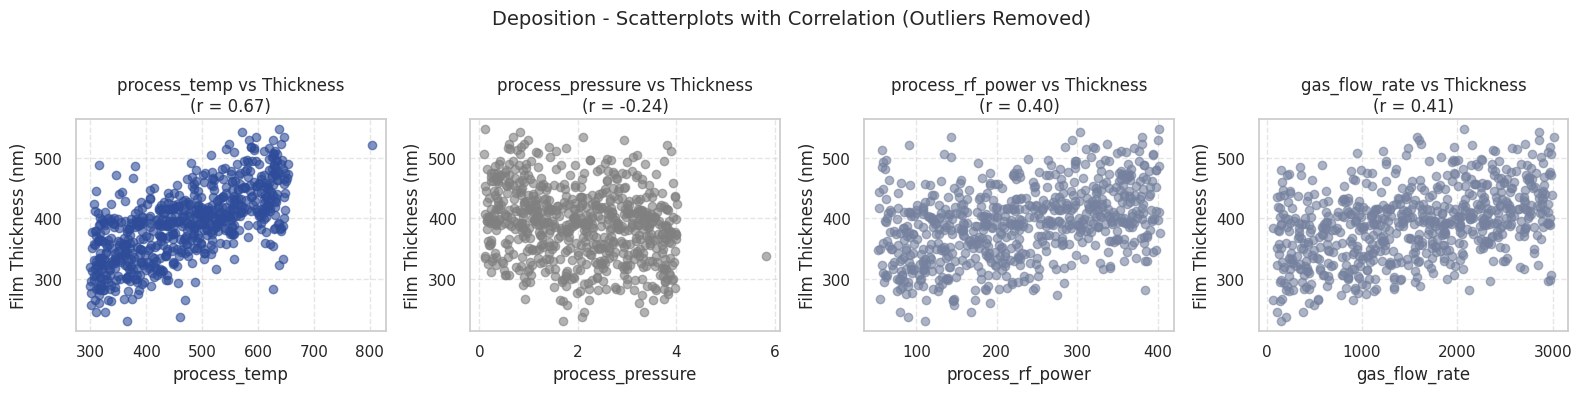 Deposition - Scatterplots with Correlation (Outliers Removed)
process_temp vs Thickness
(r = 0.67)
Film Thickness (nm)
500
400
300
300 400 500 600 700 800
process_temp
process_pressure vs Thickness
(r = -0.24)
Film Thickness (nm)
500
400
300
0 2 4 6
process_pressure
process_rf_power vs Thickness
(r = 0.40)
Film Thickness (nm)
500
400
300
100 200 300 400
process_rf_power
gas_flow_rate vs Thickness
(r = 0.41)
Film Thickness (nm)
500
400
300
0 1000 2000 3000
gas_flow_rate